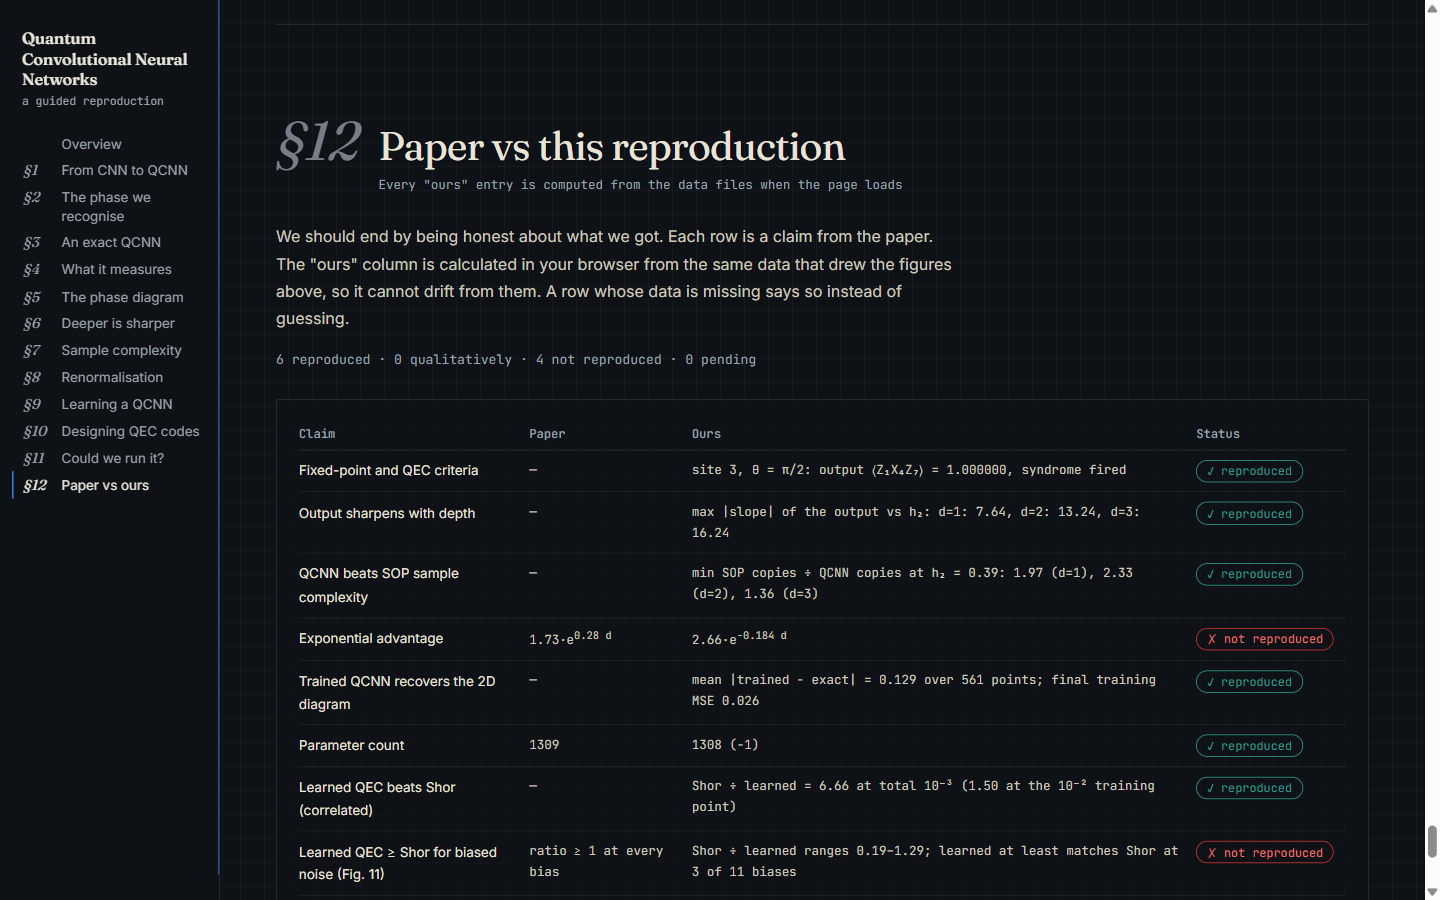 Quantum
Convolutional Neural
Networks
a guided reproduction
Overview
§1 From CNN to QCNN
§2 The phase we
recognise
§3 An exact QCNN
§4 What it measures
§5 The phase diagram
§6 Deeper is sharper
§7 Sample complexity
§8 Renormalisation
§9 Learning a QCNN
§10 Designing QEC codes
§11 Could we run it?
§12 Paper vs ours
§12 Paper vs this reproduction
Every "ours" entry is computed from the data files when the page loads
We should end by being honest about what we got. Each row is a claim from the paper.
The "ours" column is calculated in your browser from the same data that drew the figures
above, so it cannot drift from them. A row whose data is missing says so instead of
guessing.
6 reproduced · 0 qualitatively · 4 not reproduced · 0 pending
Claim Paper Ours Status
Fixed-point and QEC criteria — site 3, θ = π/2: output ⟨Z₁X₄Z₇⟩ = 1.000000, syndrome fired ✓ reproduced
Output sharpens with depth — max |slope| of the output vs h₂: d=1: 7.64, d=2: 13.24, d=3: ✓ reproduced
16.24
QCNN beats SOP sample — min SOP copies ÷ QCNN copies at h₂ = 0.39: 1.97 (d=1), 2.33 ✓ reproduced
complexity (d=2), 1.36 (d=3)
Exponential advantage 1.73·e^0.28 d 2.66·e^-0.184 d ✗ not reproduced
Trained QCNN recovers the 2D — mean |trained - exact| = 0.129 over 561 points; final training ✓ reproduced
diagram MSE 0.026
Parameter count 1309 1308 (-1) ✓ reproduced
Learned QEC beats Shor — Shor ÷ learned = 6.66 at total 10⁻³ (1.50 at the 10⁻² training ✓ reproduced
(correlated) point)
Learned QEC ≥ Shor for biased ratio ≥ 1 at every Shor ÷ learned ranges 0.19–1.29; learned at least matches Shor at ✗ not reproduced
noise (Fig. 11) bias 3 of 11 biases